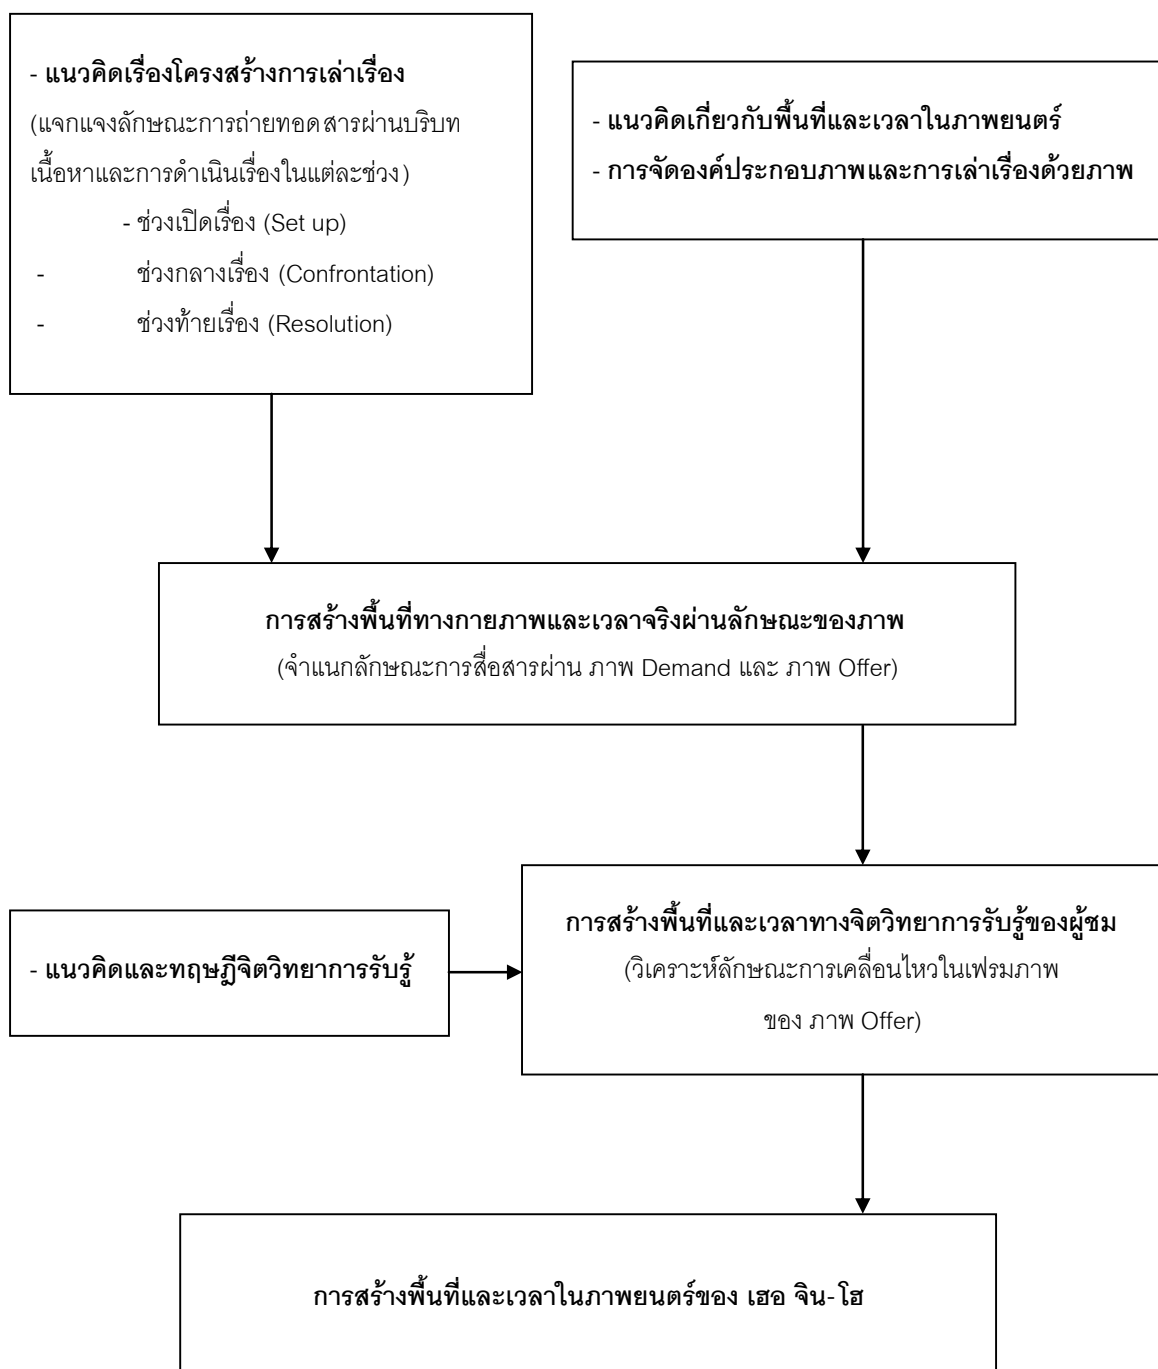 - แนวคิดเรื่องโครงสร้างการเล่าเรื่อง
(แจกแจงลักษณะการถ่ายทอดสารผ่านบริบท
เนื้อหาและการดำเนินเรื่องในแต่ละช่วง)
- ช่วงเปิดเรื่อง (Set up)
- ช่วงกลางเรื่อง (Confrontation)
- ช่วงท้ายเรื่อง (Resolution)
- แนวคิดเกี่ยวกับพื้นที่และเวลาในภาพยนตร์
- การจัดองค์ประกอบภาพและการเล่าเรื่องด้วยภาพ
การสร้างพื้นที่ทางกายภาพและเวลาจริงผ่านลักษณะของภาพ
(จำแนกลักษณะการสื่อสารผ่าน ภาพ Demand และ ภาพ Offer)
- แนวคิดและทฤษฎีจิตวิทยาการรับรู้
การสร้างพื้นที่และเวลาทางจิตวิทยาการรับรู้ของผู้ชม
(วิเคราะห์ลักษณะการเคลื่อนไหวในเฟรมภาพ
ของ ภาพ Offer)
การสร้างพื้นที่และเวลาในภาพยนตร์ของ เฮอ จิน-โฮ